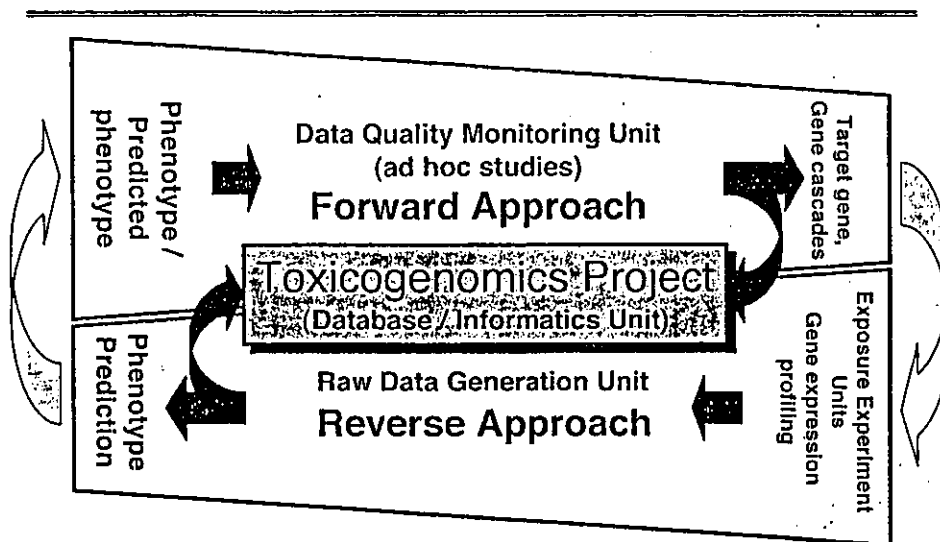 Phenotype /
Predicted
phenotype
Data Quality Monitoring Unit
(ad hoc studies)
Forward Approach
Target gene,
Gene cascades
Toxicogenomics Project
(Database / Informatics Unit)
Phenotype
Prediction
Raw Data Generation Unit
Reverse Approach
Exposure Experiment
Units
Gene expression
profilling